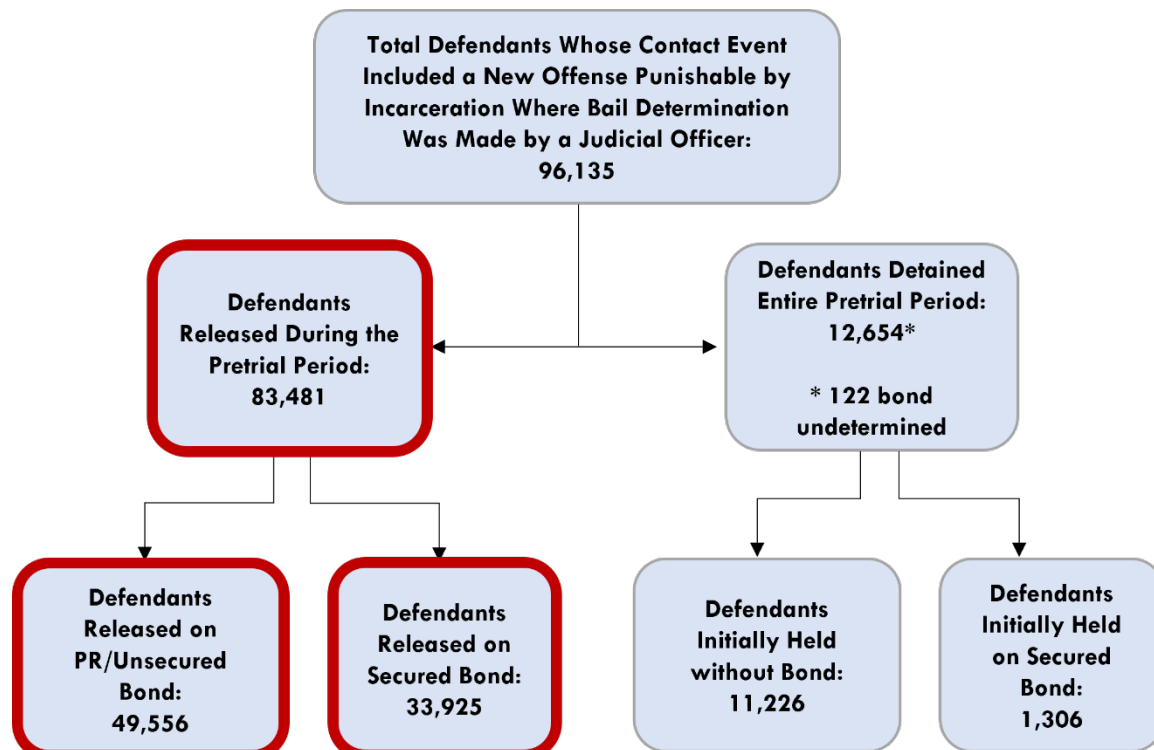 Total Defendants Whose Contact Event
Included a New Offense Punishable by
Incarceration Where Bail Determination
Was Made by a Judicial Officer:
96,135
Defendants
Released During the
Pretrial Period:
83,481
Defendants Detained
Entire Pretrial Period:
12,654*
* 122 bond
undetermined
Defendants
Released on
PR/Unsecured
Bond:
49,556
Defendants
Released on
Secured Bond:
33,925
Defendants
Initially Held
without Bond:
11,226
Defendants
Initially Held
on Secured
Bond:
1,306